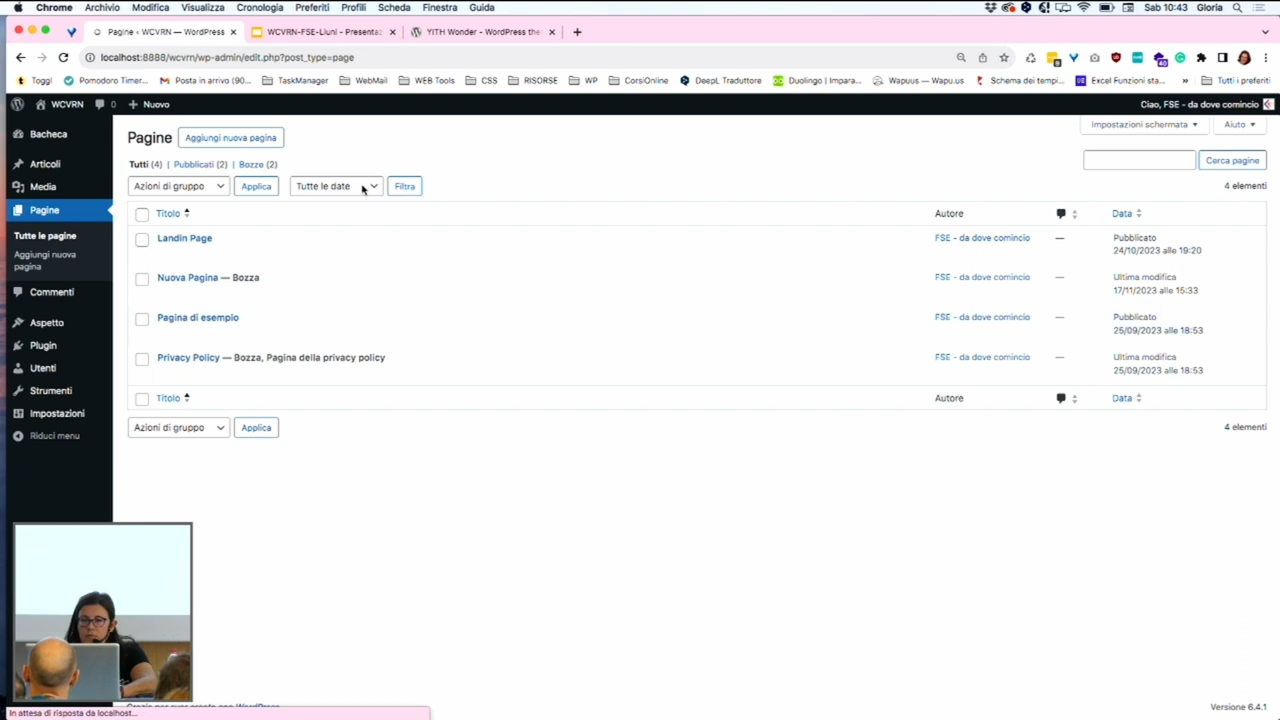 Chrome Archivio Modifica Visualizza Cronologia Preferiti Profili Scheda Finestra Guida Sab 10:43 Gloria
Pagine ‹ WCVRN — WordPress WCVRN-FSE-Lluni - Presenta: YITH Wonder - WordPress the
localhost:8888/wcvrn/wp-admin/edit.php?post_type=page
Toggl Pomodoro Timer... Posta in arrivo (90... TaskManager WebMail WEB Tools CSS RISORSE WP CorsiOnline DeepL Traduttore Duolingo | Impara... Wapuus — Wapu.us Schema dei tempi... Excel Funzioni sta... » Tutti i preferiti
WCVRN 0 + Nuovo Ciao, FSE - da dove comincio
Bacheca
Articoli
Media
Pagine
Tutte le pagine
Aggiungi nuova
pagina
Commenti
Aspetto
Plugin
Utenti
Strumenti
Impostazioni
Riduci menu
Pagine Aggiungi nuova pagina Impostazioni schermata Aiuto
Tutti (4) | Pubblicati (2) | Bozze (2) Cerca pagine
Azioni di gruppo Applica Tutte le date Filtra 4 elementi
Titolo Autore Data
Landin Page FSE - da dove comincio — Pubblicato
24/10/2023 alle 19:20
Nuova Pagina — Bozza FSE - da dove comincio — Ultima modifica
17/11/2023 alle 15:33
Pagina di esempio FSE - da dove comincio — Pubblicato
25/09/2023 alle 18:53
Privacy Policy — Bozza, Pagina della privacy policy FSE - da dove comincio — Ultima modifica
25/09/2023 alle 18:53
Titolo Autore Data
Azioni di gruppo Applica 4 elementi
In attesa di risposta da localhost... Versione 6.4.1